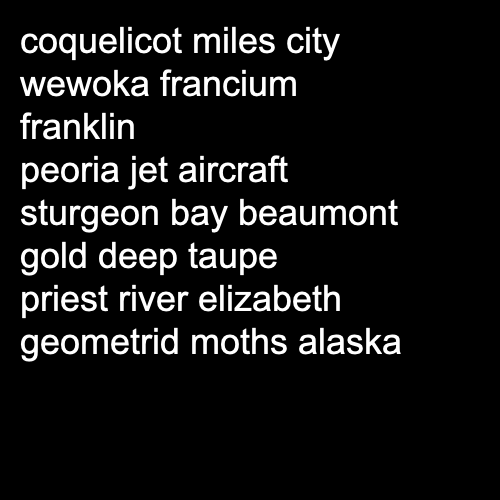 coquelicot miles city
wewoka francium
franklin
peoria jet aircraft
sturgeon bay beaumont
gold deep taupe
priest river elizabeth
geometrid moths alaska